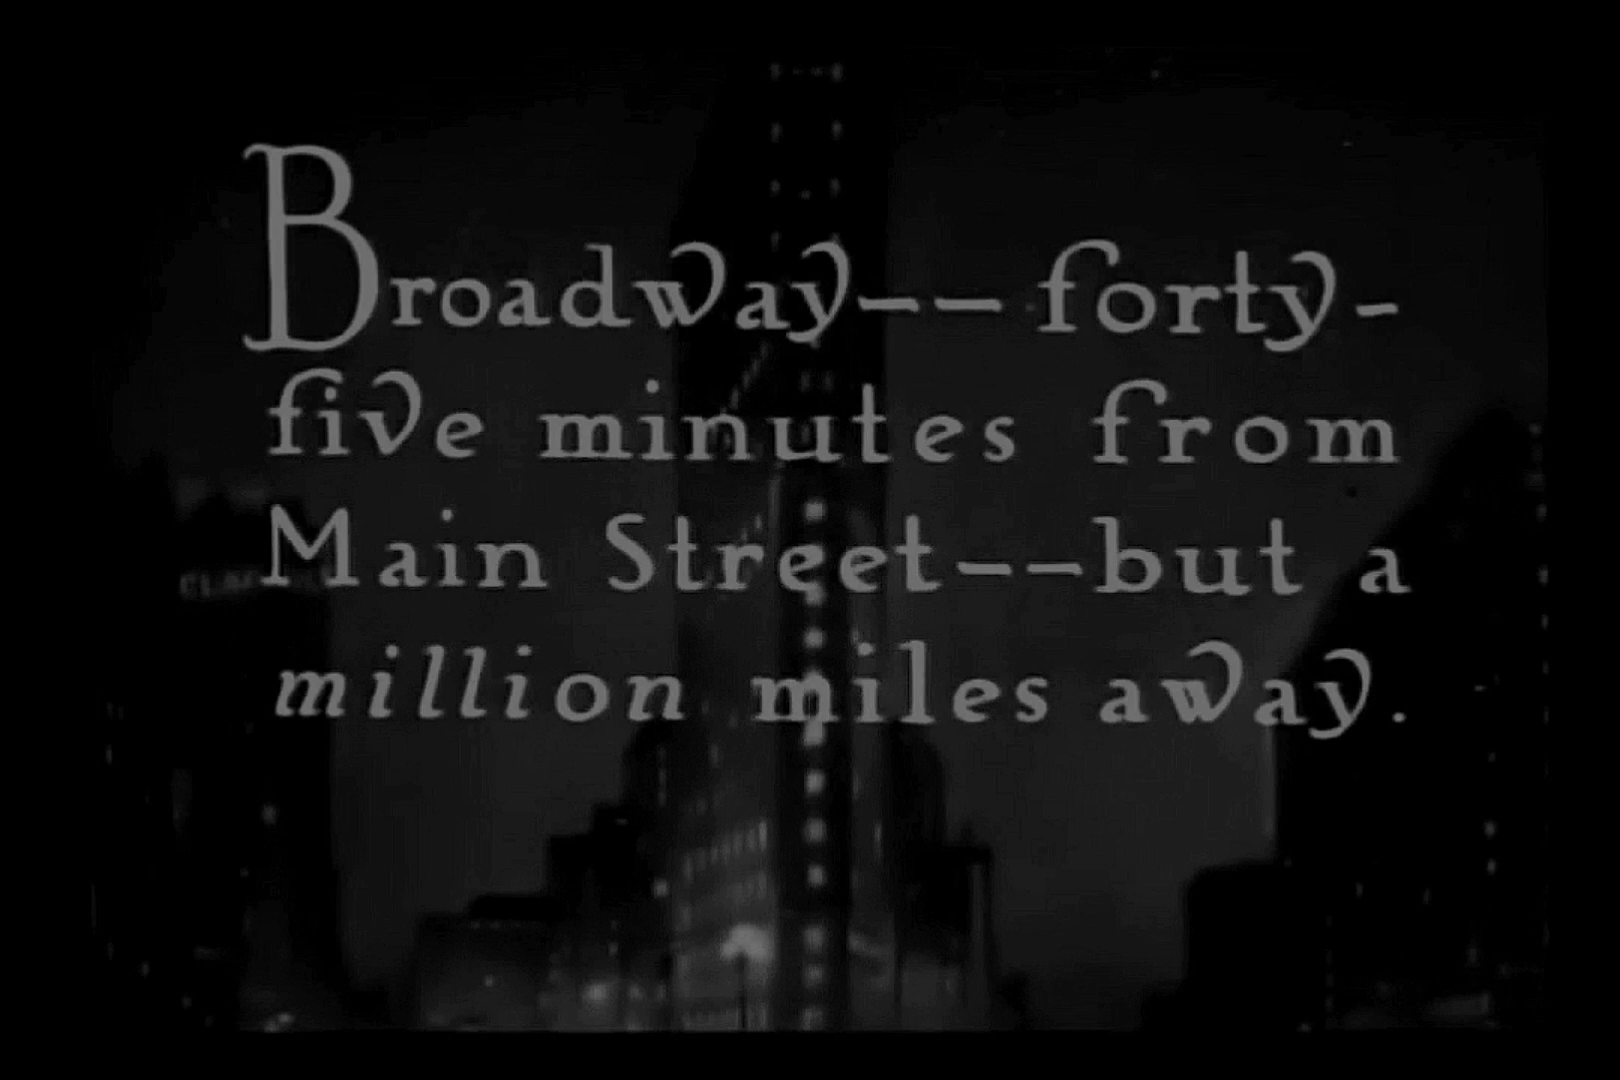 Broadway-- forty-
five minutes from
Main Street--but a
million miles away.